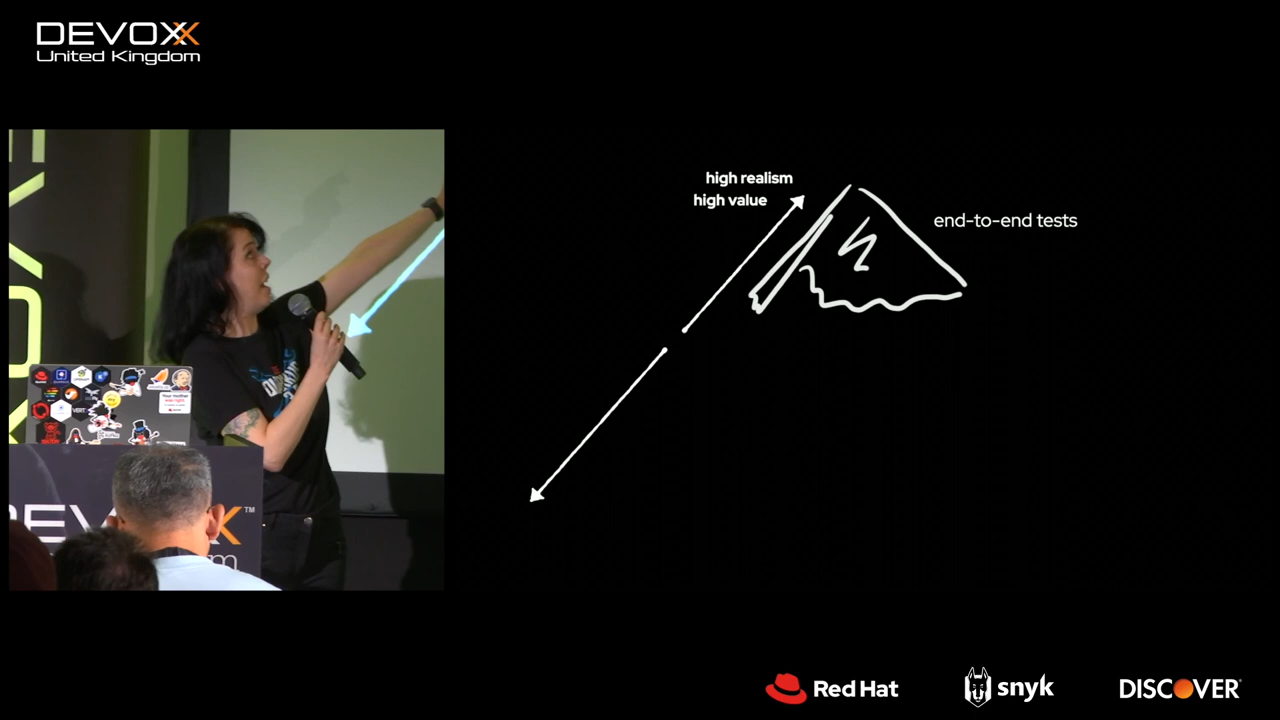 DEVOXX
United Kingdom
high realism
high value
end-to-end tests
Red Hat
snyk
DISCOVER